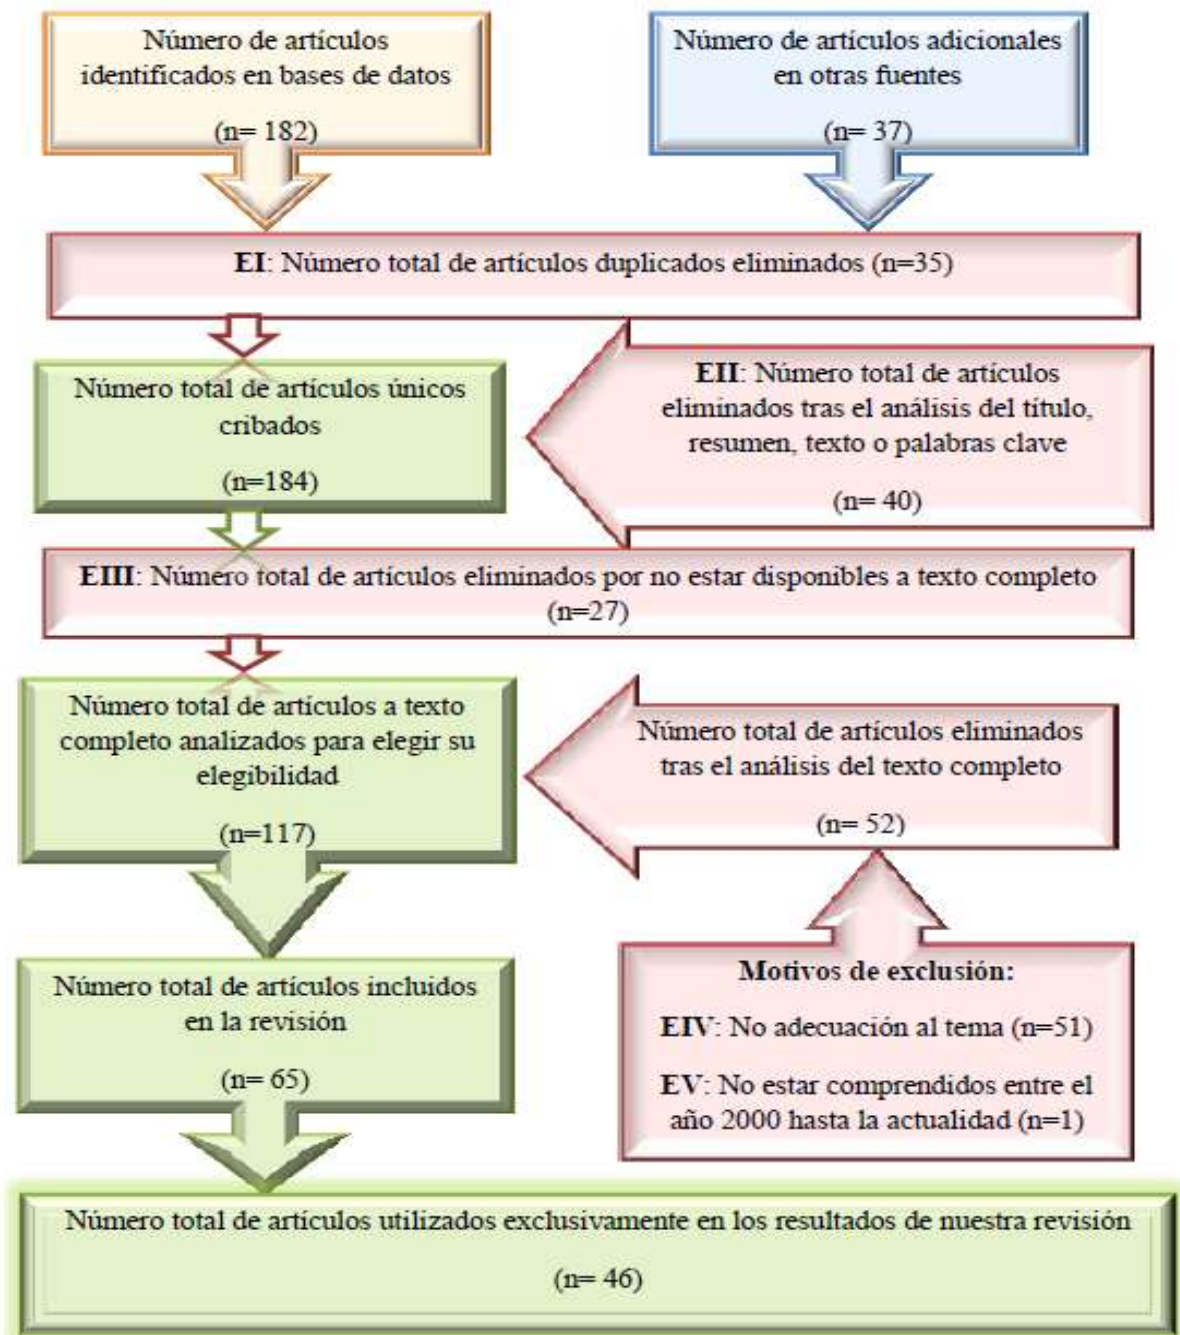 Número de artículos
identificados en bases de datos
(n= 182)
Número de artículos adicionales
en otras fuentes
(n= 37)
EI: Número total de artículos duplicados eliminados (n=35)
Número total de artículos únicos
cribados
(n=184)
EII: Número total de artículos
eliminados tras el análisis del título,
resumen, texto o palabras clave
(n= 40)
EIII: Número total de artículos eliminados por no estar disponibles a texto completo
(n=27)
Número total de artículos a texto
completo analizados para elegir su
elegibilidad
(n=117)
Número total de artículos eliminados
tras el análisis del texto completo
(n= 52)
Motivos de exclusión:
EIV: No adecuación al tema (n=51)
EV: No estar comprendidos entre el
año 2000 hasta la actualidad (n=1)
Número total de artículos incluidos
en la revisión
(n= 65)
Número total de artículos utilizados exclusivamente en los resultados de nuestra revisión
(n= 46)